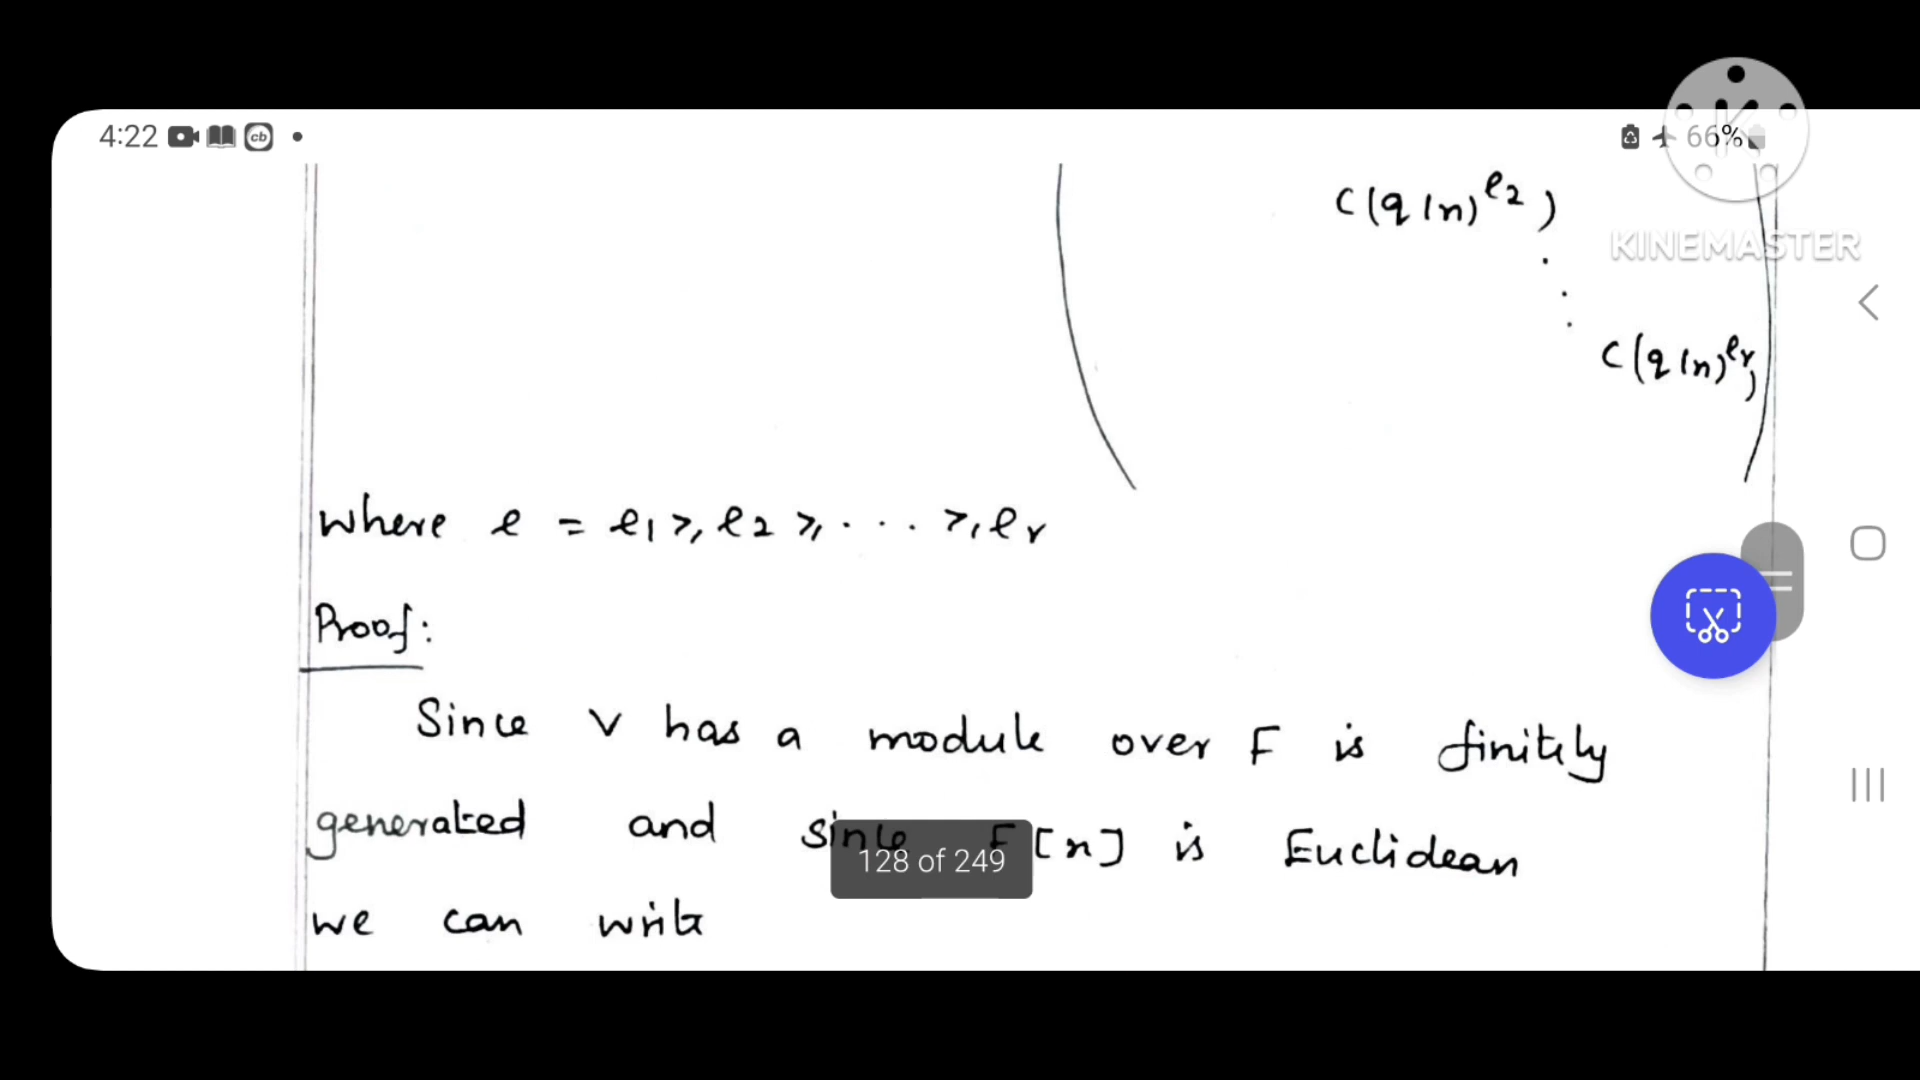 4:22 cb 66%
C(q(n)^e2)
KINEMASTER
C(q(n)^er)
where e = e1 ≥ e2 ≥ .... ≥ er
Proof:
Since V has a module over F is finitely
generated and since F[n] is Euclidean
128 of 249
we can write